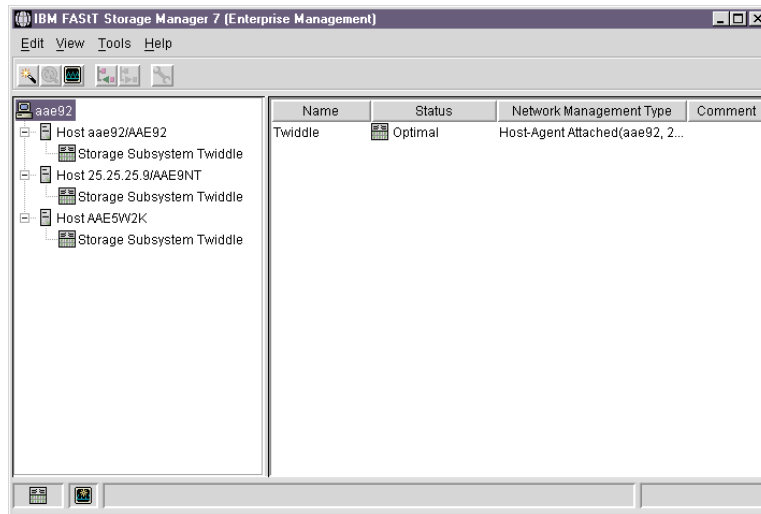 IBM FAStT Storage Manager 7 (Enterprise Management)
Edit View Tools Help
aae92
Host aae92/AAE92
Storage Subsystem Twiddle
Host 25.25.25.9/AAE9NT
Storage Subsystem Twiddle
Host AAE5W2K
Storage Subsystem Twiddle
Name Status Network Management Type Comment
Twiddle Optimal Host-Agent Attached(aae92, 2...